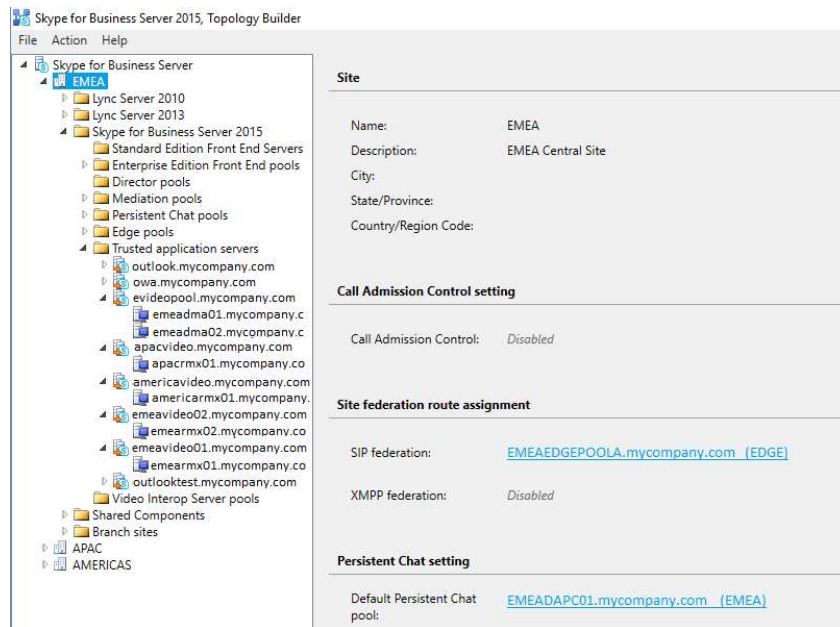 Skype for Business Server 2015, Topology Builder
File Action Help
Skype for Business Server
EMEA
Lync Server 2010
Lync Server 2013
Skype for Business Server 2015
Standard Edition Front End Servers
Enterprise Edition Front End pools
Director pools
Mediation pools
Persistent Chat pools
Edge pools
Trusted application servers
outlook.mycompany.com
owa.mycompany.com
evideopool.mycompany.com
emeadma01.mycompany.c
emeadma02.mycompany.c
apacvideo.mycompany.com
apacrmx01.mycompany.co
americavideo.mycompany.com
americarmx01.mycompany.
emeavideo02.mycompany.com
emearmx02.mycompany.co
emeavideo01.mycompany.com
emearmx01.mycompany.co
outlooktest.mycompany.com
Video Interop Server pools
Shared Components
Branch sites
APAC
AMERICAS
Site
Name: EMEA
Description: EMEA Central Site
City:
State/Province:
Country/Region Code:
Call Admission Control setting
Call Admission Control: Disabled
Site federation route assignment
SIP federation: EMEAEDGEPOOLA.mycompany.com (EDGE)
XMPP federation: Disabled
Persistent Chat setting
Default Persistent Chat
pool: EMEADAPC01.mycompany.com (EMEA)